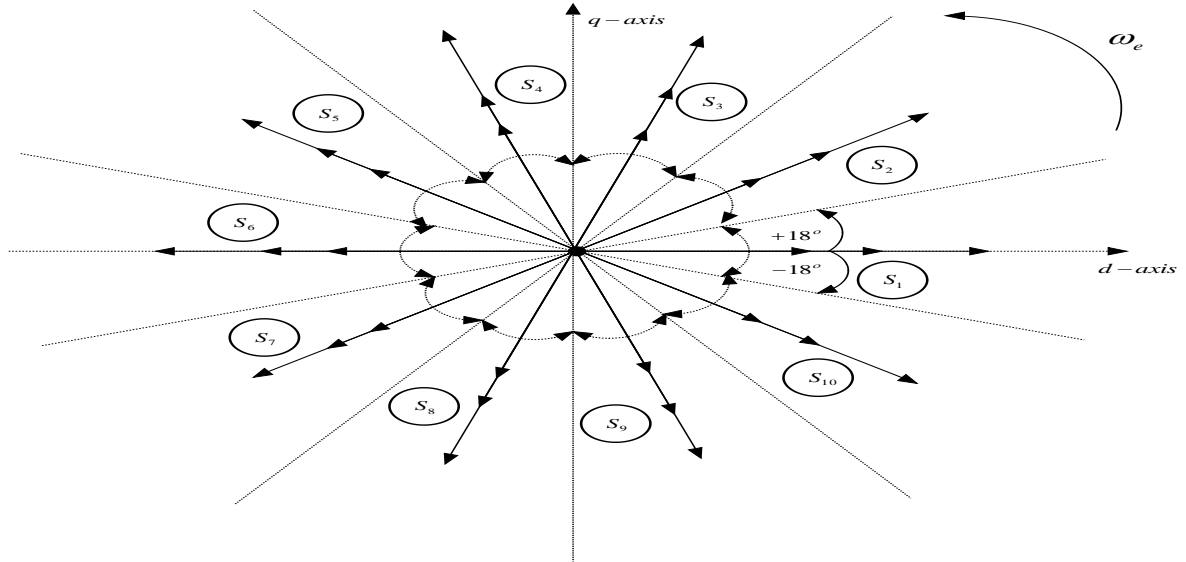 q-axis
ω_e
S_4
S_3
S_5
S_2
S_6
+18°
-18°
d-axis
S_1
S_7
S_10
S_8
S_9